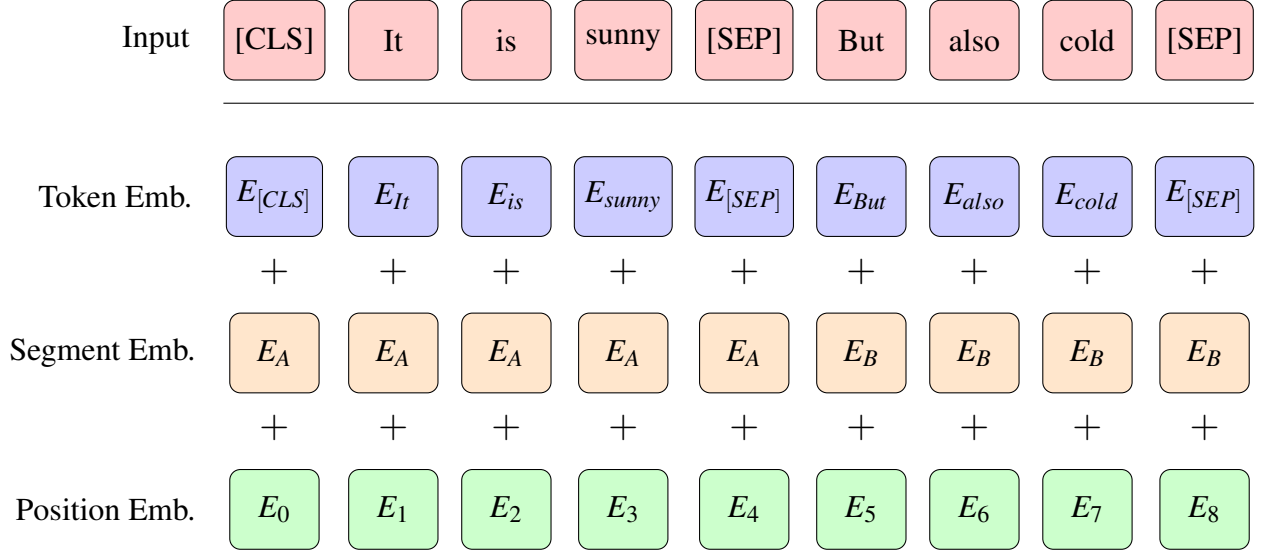 Input [CLS] It is sunny [SEP] But also cold [SEP]
Token Emb. E[CLS] EIt Eis Esunny E[SEP] EBut Ealso Ecold E[SEP]
+ + + + + + + + +
Segment Emb. EA EA EA EA EA EB EB EB EB
+ + + + + + + + +
Position Emb. E0 E1 E2 E3 E4 E5 E6 E7 E8